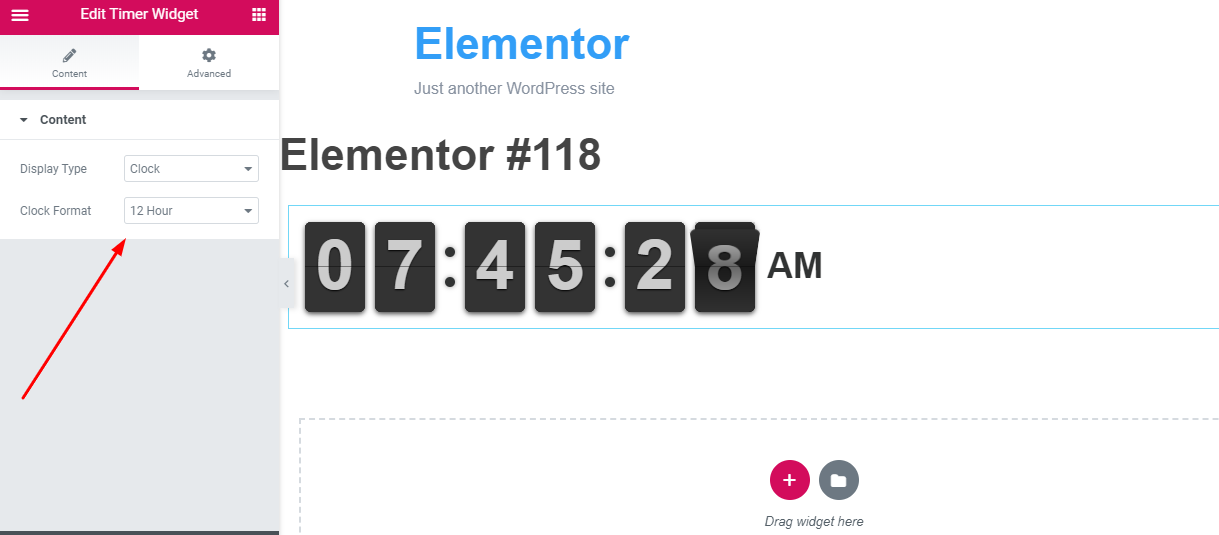 Edit Timer Widget
Content
Advanced
Content
Display Type
Clock
Clock Format
12 Hour
Elementor
Just another WordPress site
Elementor #118
07:45:28 AM
Drag widget here